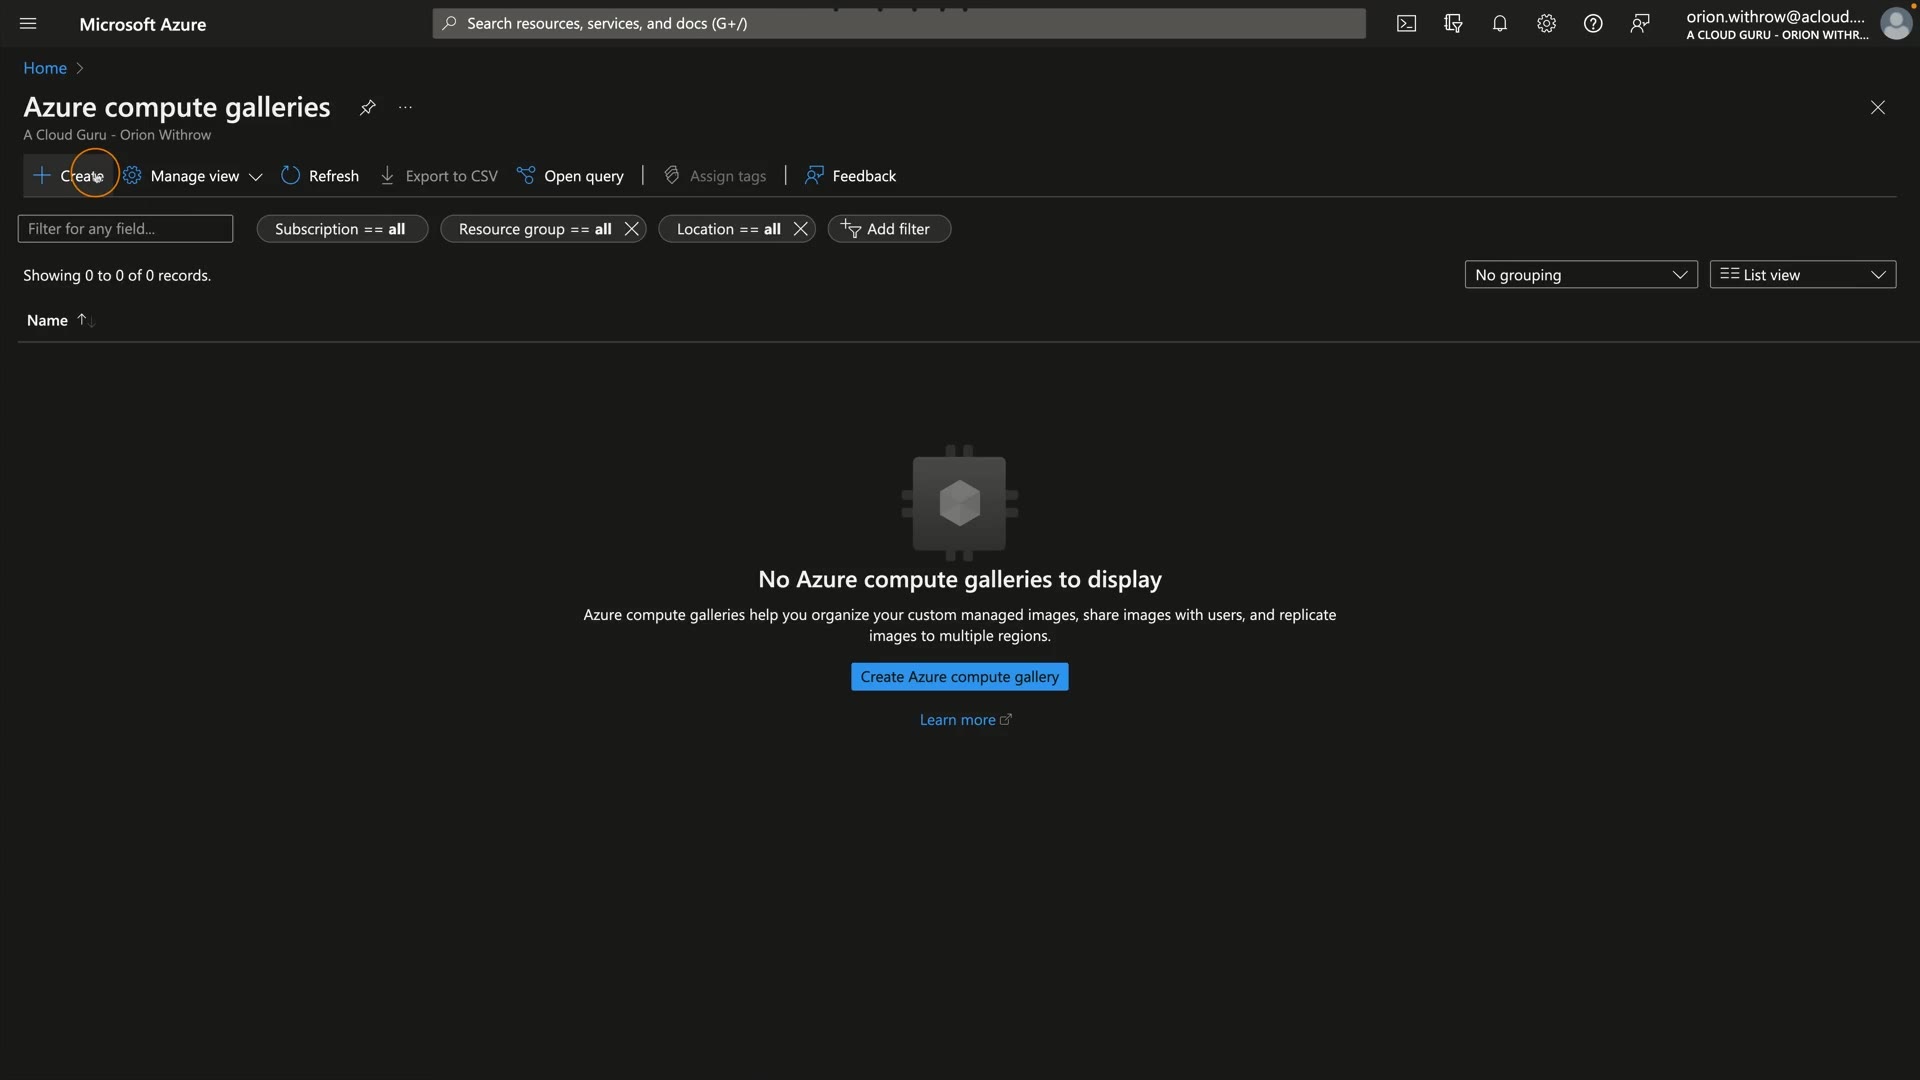 Microsoft Azure
Search resources, services, and docs (G+/)
orion.withrow@acloud....
A CLOUD GURU - ORION WITHR...
Home
Azure compute galleries
A Cloud Guru - Orion Withrow
Create
Manage view
Refresh
Export to CSV
Open query
Assign tags
Feedback
Filter for any field...
Subscription == all
Resource group == all
Location == all
Add filter
Showing 0 to 0 of 0 records.
No grouping
List view
Name
No Azure compute galleries to display
Azure compute galleries help you organize your custom managed images, share images with users, and replicate
images to multiple regions.
Create Azure compute gallery
Learn more